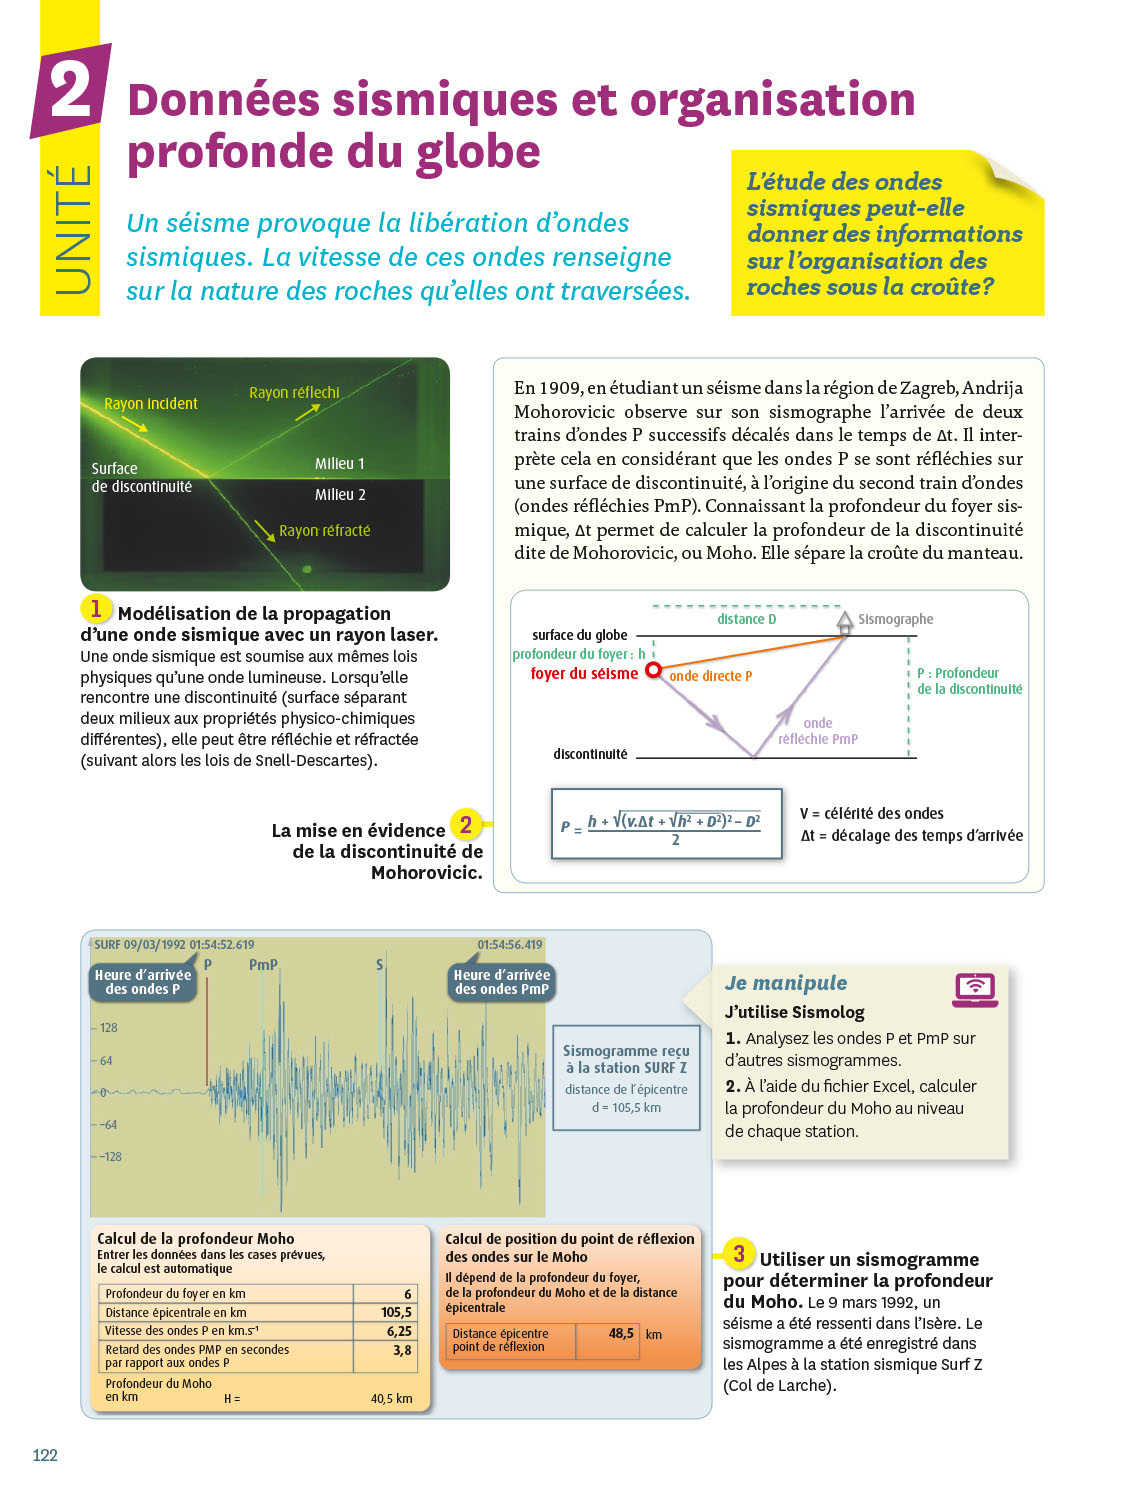 2
UNITÉ
Données sismiques et organisation
profonde du globe
Un séisme provoque la libération d’ondes
sismiques. La vitesse de ces ondes renseigne
sur la nature des roches qu’elles ont traversées.
L’étude des ondes
sismiques peut-elle
donner des informations
sur l’organisation des
roches sous la croûte?
Rayon incident
Rayon réflechi
Surface
de discontinuité
Milieu 1
Milieu 2
Rayon réfracté
1 Modélisation de la propagation
d’une onde sismique avec un rayon laser.
Une onde sismique est soumise aux mêmes lois
physiques qu’une onde lumineuse. Lorsqu’elle
rencontre une discontinuité (surface séparant
deux milieux aux propriétés physico-chimiques
différentes), elle peut être réfléchie et réfractée
(suivant alors les lois de Snell-Descartes).
En 1909, en étudiant un séisme dans la région de Zagreb, Andrija
Mohorovicic observe sur son sismographe l’arrivée de deux
trains d’ondes P successifs décalés dans le temps de Δt. Il inter-
prète cela en considérant que les ondes P se sont réfléchies sur
une surface de discontinuité, à l’origine du second train d’ondes
(ondes réfléchies PmP). Connaissant la profondeur du foyer sis-
mique, Δt permet de calculer la profondeur de la discontinuité
dite de Mohorovicic, ou Moho. Elle sépare la croûte du manteau.
distance D
Sismographe
surface du globe
profondeur du foyer : h
foyer du séisme
onde directe P
P : Profondeur
de la discontinuité
onde
réfléchie PmP
discontinuité
P = h + √(v.Δt + √h² + D²)² – D²
2
V = célérité des ondes
Δt = décalage des temps d’arrivée
La mise en évidence 2
de la discontinuité de
Mohorovicic.
SURF 09/03/1992 01:54:52.619
01:54:56.419
Heure d’arrivée
des ondes P
P
PmP
S
Heure d’arrivée
des ondes PmP
128
64
0
–64
–128
Sismogramme reçu
à la station SURF Z
distance de l’épicentre
d = 105,5 km
Je manipule
J’utilise Sismolog
1. Analysez les ondes P et PmP sur
d’autres sismogrammes.
2. À l’aide du fichier Excel, calculer
la profondeur du Moho au niveau
de chaque station.
Calcul de la profondeur Moho
Entrer les données dans les cases prévues,
le calcul est automatique
Profondeur du foyer en km 6
Distance épicentrale en km 105,5
Vitesse des ondes P en km.s⁻¹ 6,25
Retard des ondes PMP en secondes 3,8
par rapport aux ondes P
Profondeur du Moho
en km H = 40,5 km
Calcul de position du point de réflexion
des ondes sur le Moho
Il dépend de la profondeur du foyer,
de la profondeur du Moho et de la distance
épicentrale
Distance épicentre 48,5 km
point de réflexion
3 Utiliser un sismogramme
pour déterminer la profondeur
du Moho. Le 9 mars 1992, un
séisme a été ressenti dans l’Isère. Le
sismogramme a été enregistré dans
les Alpes à la station sismique Surf Z
(Col de Larche).
122